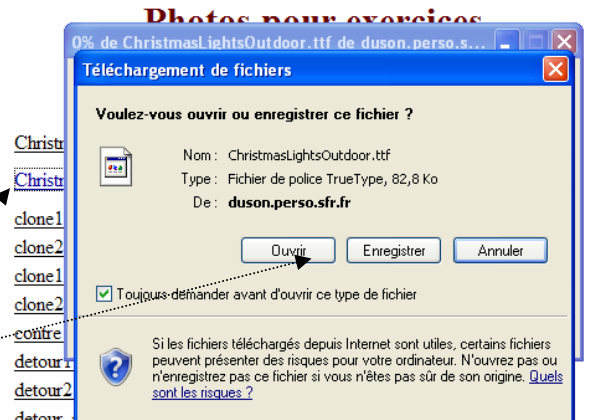 Photos pour exercices
0% de ChristmasLightsOutdoor.ttf de duson.perso.s...
Téléchargement de fichiers
Voulez-vous ouvrir ou enregistrer ce fichier ?
Nom : ChristmasLightsOutdoor.ttf
Type : Fichier de police TrueType, 82,8 Ko
De : duson.perso.sfr.fr
Ouvrir Enregistrer Annuler
Toujours demander avant d'ouvrir ce type de fichier
Si les fichiers téléchargés depuis Internet sont utiles, certains fichiers
peuvent présenter des risques pour votre ordinateur. N'ouvrez pas ou
n'enregistrez pas ce fichier si vous n'êtes pas sûr de son origine. Quels
sont les risques ?
Christ
Christ
clone1
clone2
clone1
clone2
contre
detour1
detour2
detour